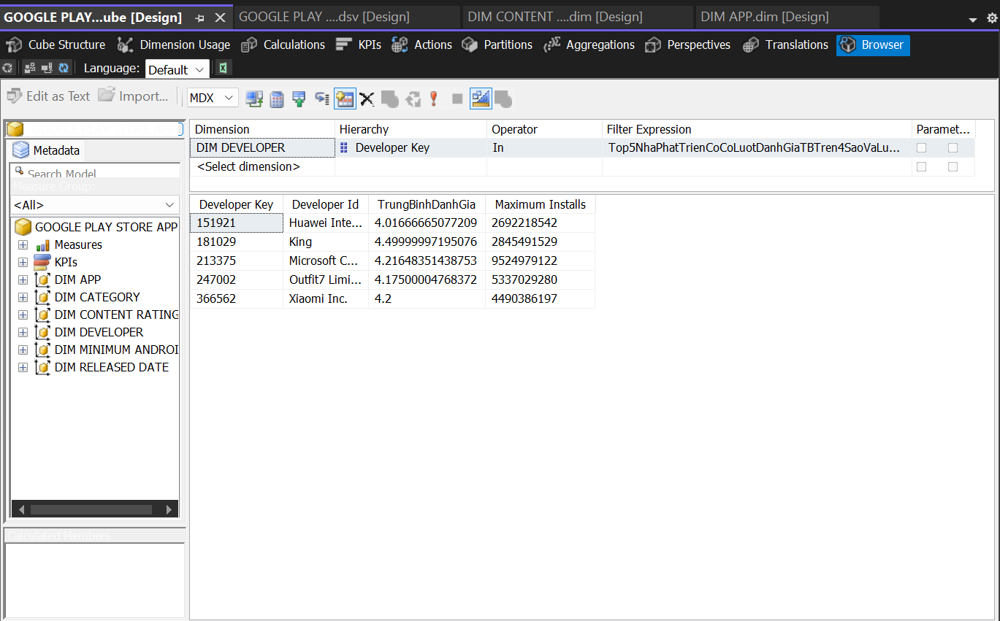 GOOGLE PLAY...ube [Design] GOOGLE PLAY ....dsv [Design] DIM CONTENT ....dim [Design] DIM APP.dim [Design]
Cube Structure Dimension Usage Calculations KPIs Actions Partitions Aggregations Perspectives Translations Browser
Language: Default
Edit as Text Import... MDX
GOOGLE PLAY STORE APP
Metadata
Search Model
Measure Group:
<All>
GOOGLE PLAY STORE APP
Measures
KPIs
DIM APP
DIM CATEGORY
DIM CONTENT RATING
DIM DEVELOPER
DIM MINIMUM ANDROI
DIM RELEASED DATE
Calculated Members
Dimension Hierarchy Operator Filter Expression Paramet...
DIM DEVELOPER Developer Key In Top5NhaPhatTrienCoCoLuotDanhGiaTBTren4SaoVaLu...
<Select dimension>
Developer Key Developer Id TrungBinhDanhGia Maximum Installs
151921 Huawei Inte... 4.01666665077209 2692218542
181029 King 4.49999997195076 2845491529
213375 Microsoft C... 4.21648351438753 9524979122
247002 Outfit7 Limi... 4.17500004768372 5337029280
366562 Xiaomi Inc. 4.2 4490386197